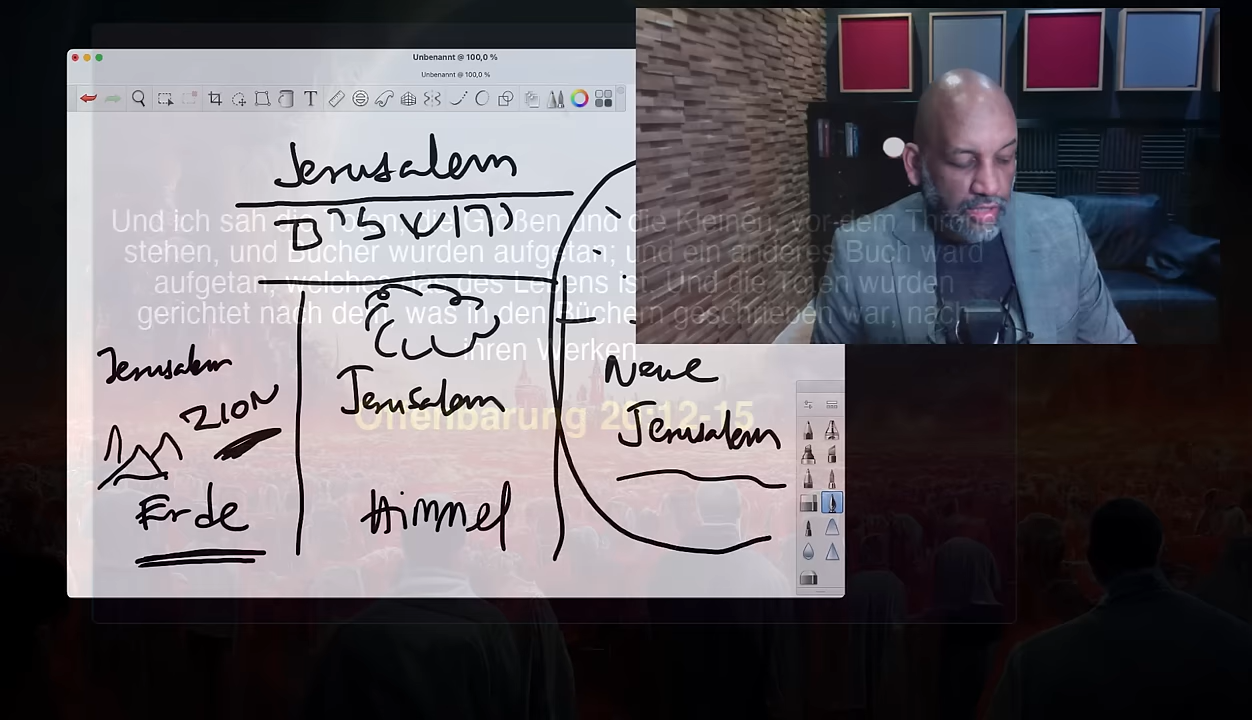 Unbenannt @ 100,0 %
Unbenannt @ 100,0 %
Jerusalem
Und ich sah die Toten, die Großen und die Kleinen, vor dem Throne
stehen, und Bücher wurden aufgetan; und ein anderes Buch ward
aufgetan, welches das des Lebens ist. Und die Toten wurden
gerichtet nach dem, was in den Büchern geschrieben war, nach
ihren Werken.
Offenbarung 20:12-15
Jerusalem
ZION
Erde
Jerusalem
Himmel
Neue
Jerusalem